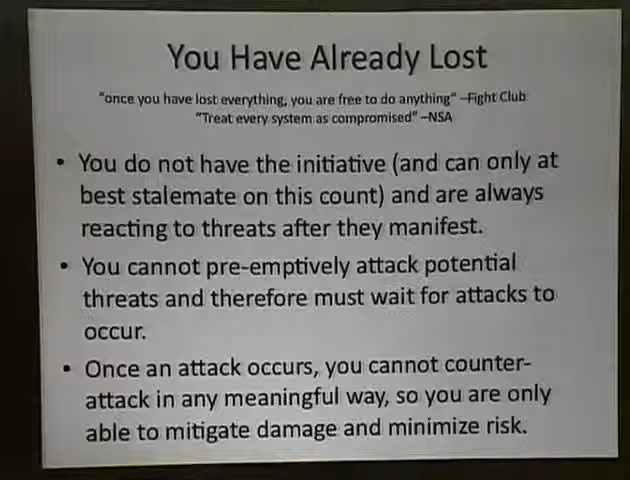 You Have Already Lost
"once you have lost everything, you are free to do anything" –Fight Club
"Treat every system as compromised" –NSA
• You do not have the initiative (and can only at
best stalemate on this count) and are always
reacting to threats after they manifest.
• You cannot pre-emptively attack potential
threats and therefore must wait for attacks to
occur.
• Once an attack occurs, you cannot counter-
attack in any meaningful way, so you are only
able to mitigate damage and minimize risk.